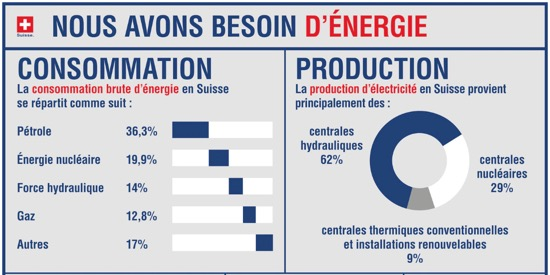 Suisse.
NOUS AVONS BESOIN D'ÉNERGIE
CONSOMMATION
La consommation brute d'énergie en Suisse
se répartit comme suit :
Pétrole 36,3%
Énergie nucléaire 19,9%
Force hydraulique 14%
Gaz 12,8%
Autres 17%
PRODUCTION
La production d'électricité en Suisse provient
principalement des :
centrales
hydrauliques
62%
centrales
nucléaires
29%
centrales thermiques conventionnelles
et installations renouvelables
9%